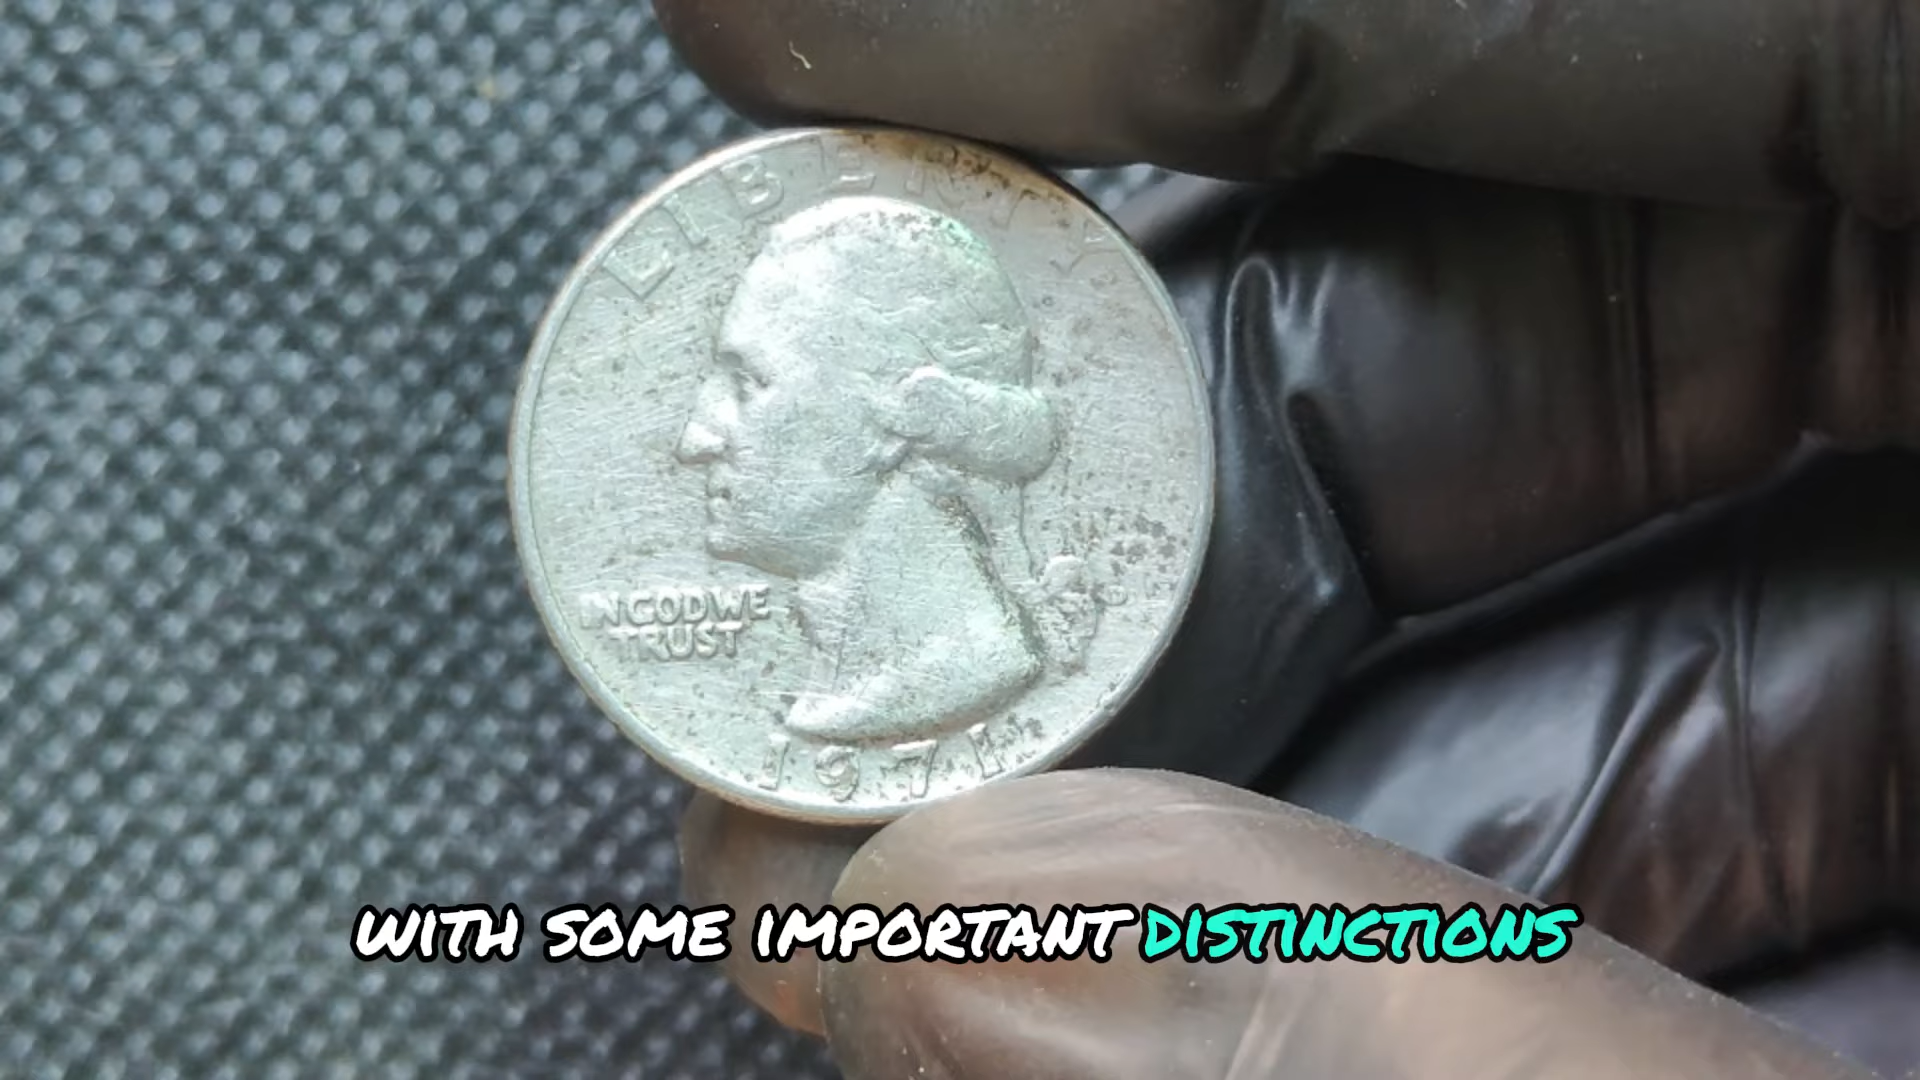 LIBERTY
IN GOD WE
TRUST
1971
WITH SOME IMPORTANT DISTINCTIONS